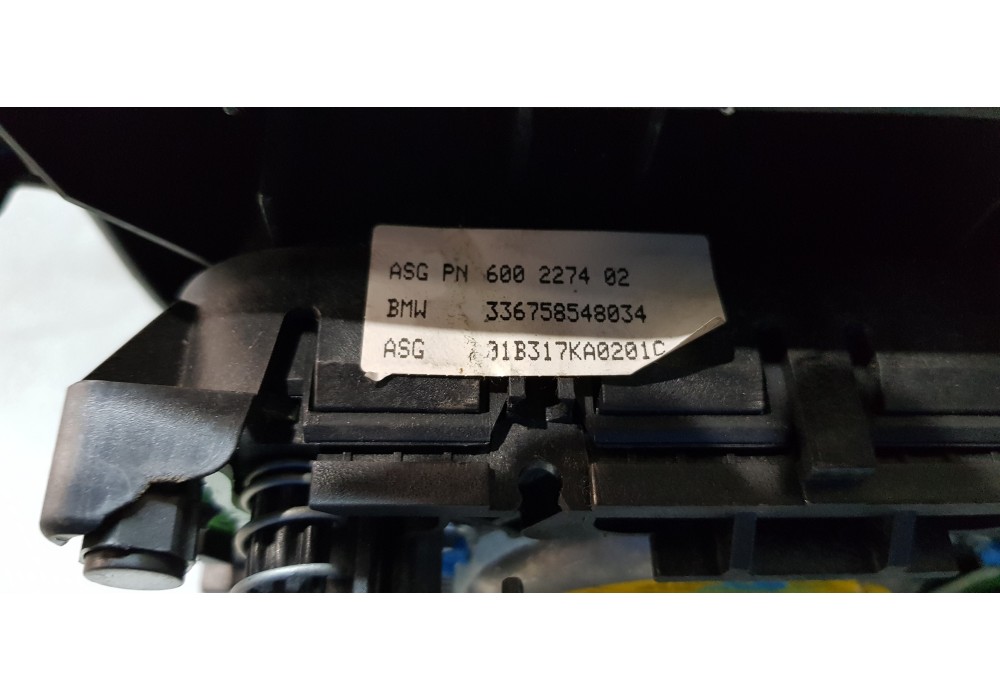 ASG PN 600 2274 02
BMW 336758548034
ASG 01B317KA0201C